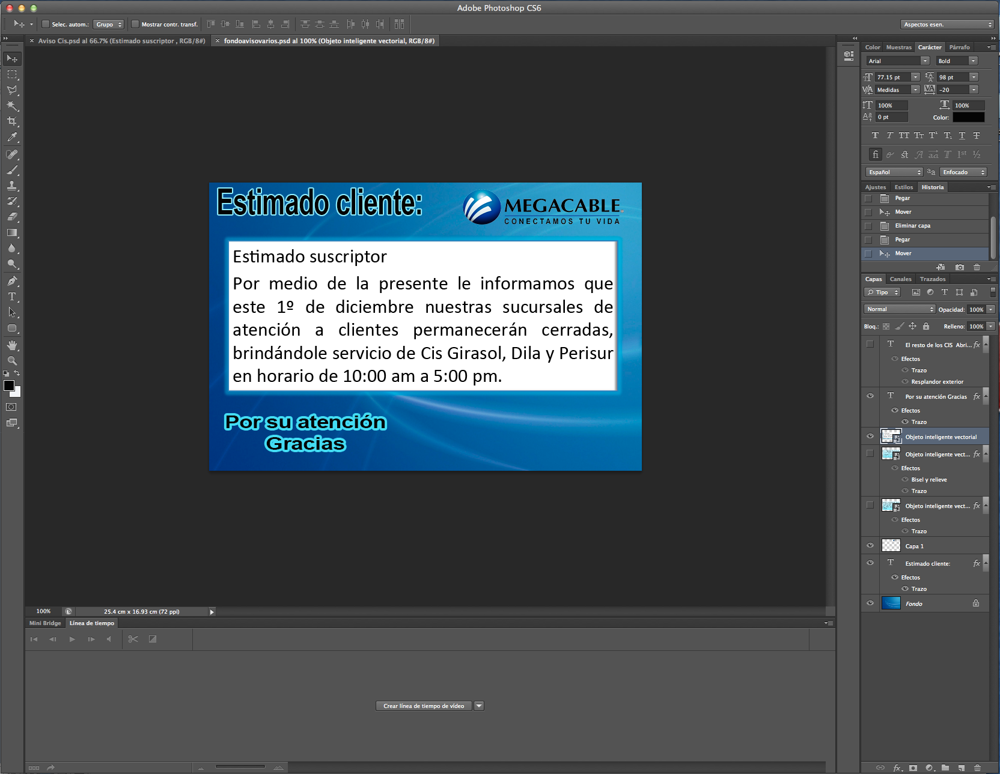 Adobe Photoshop CS6
Selec. autom.: Grupo Mostrar contr. transf. Aspectos esen.
Aviso Cis.psd al 66.7% (Estimado suscriptor , RGB/8#) fondoavisovarios.psd al 100% (Objeto inteligente vectorial, RGB/8#)
Color Muestras Carácter Párrafo
Arial Bold
77.15 pt 98 pt
Medidas -20
100% 100%
0 pt Color:
Español Enfocado
Ajustes Estilos Historia
Pegar
Mover
Eliminar capa
Pegar
Mover
Capas Canales Trazados
Tipo
Normal Opacidad: 100%
Bloq.: Relleno: 100%
El resto de los CIS Abri... fx
Efectos
Trazo
Resplandor exterior
Por su atención Gracias fx
Efectos
Trazo
Objeto inteligente vectorial
Objeto inteligente vect... fx
Efectos
Bisel y relieve
Trazo
Objeto inteligente vect... fx
Efectos
Trazo
Capa 1
Estimado cliente: fx
Efectos
Trazo
Fondo
Estimado cliente:
MEGACABLE
CONECTAMOS TU VIDA
Estimado suscriptor
Por medio de la presente le informamos que
este 1º de diciembre nuestras sucursales de
atención a clientes permanecerán cerradas,
brindándole servicio de Cis Girasol, Dila y Perisur
en horario de 10:00 am a 5:00 pm.
Por su atención
Gracias
100% 25.4 cm x 16.93 cm (72 ppi)
Mini Bridge Línea de tiempo
Crear línea de tiempo de vídeo